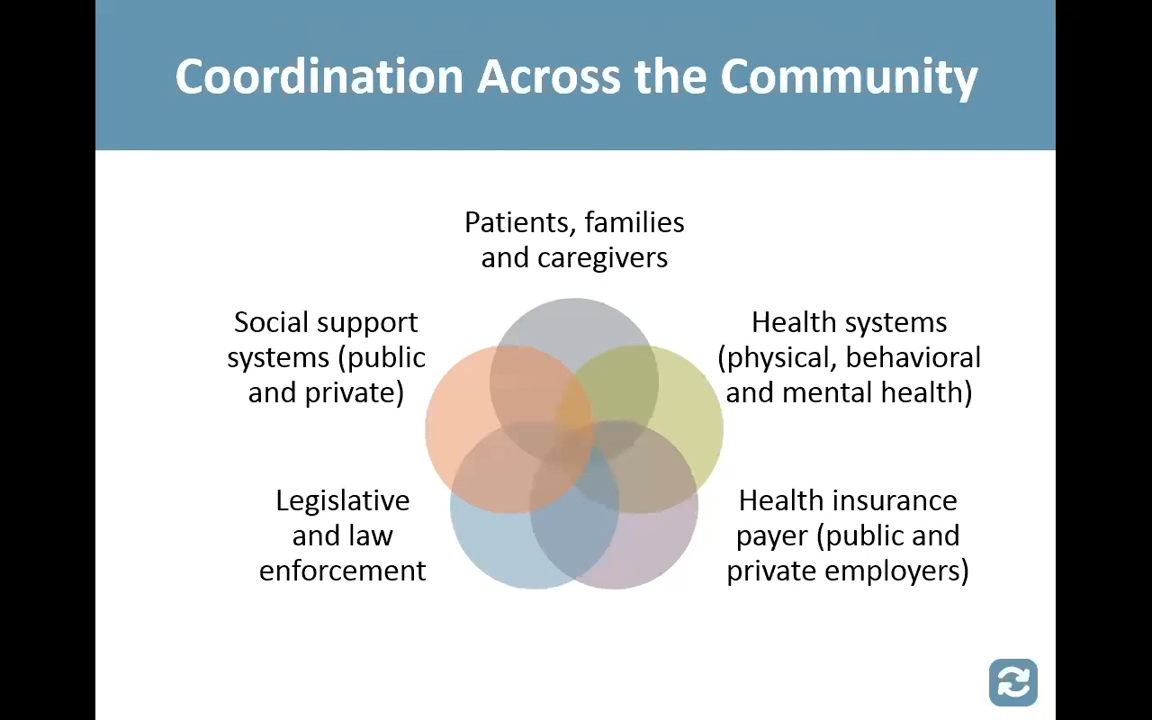 Coordination Across the Community
Patients, families
and caregivers
Social support
systems (public
and private)
Health systems
(physical, behavioral
and mental health)
Legislative
and law
enforcement
Health insurance
payer (public and
private employers)